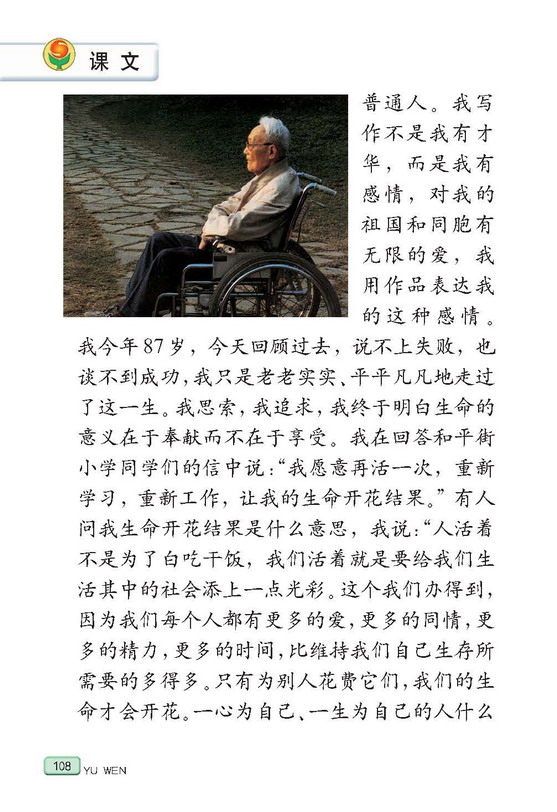 课文
普通人。我写
作不是我有才
华，而是我有
感情，对我的
祖国和同胞有
无限的爱，我
用作品表达我
的这种感情。
我今年87岁，今天回顾过去，说不上失败，也
谈不到成功，我只是老老实实、平平凡凡地走过
了这一生。我思索，我追求，我终于明白生命的
意义在于奉献而不在于享受。我在回答和平街
小学同学们的信中说：“我愿意再活一次，重新
学习，重新工作，让我的生命开花结果。”有人
问我生命开花结果是什么意思，我说：“人活着
不是为了白吃干饭，我们活着就是要给我们生
活其中的社会添上一点光彩。这个我们办得到，
因为我们每个人都有更多的爱，更多的同情，更
多的精力，更多的时间，比维持我们自己生存所
需要的多得多。只有为别人花费它们，我们的生
命才会开花。一心为自己、一生为自己的人什么
108 YU WEN